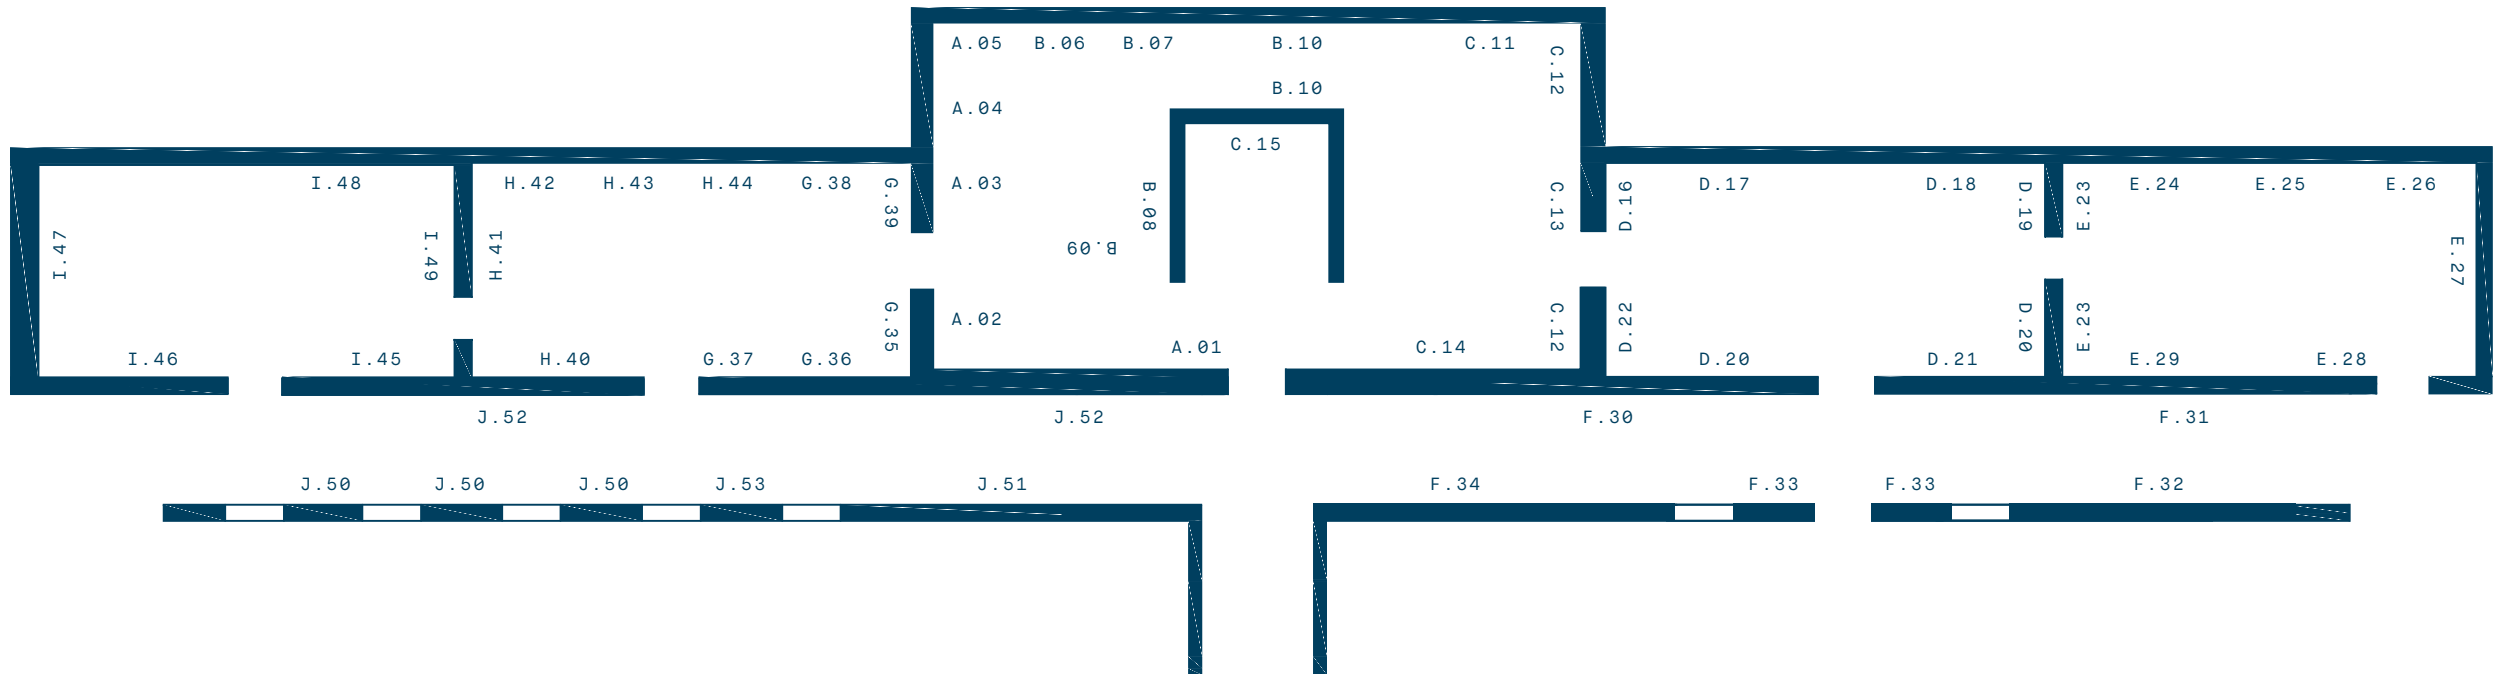 A.05 B.06 B.07 B.10 C.11
C.12
B.10
A.04
C.15
I.48 H.42 H.43 H.44 G.38
G.39
A.03
B.08
C.13
D.16
D.17 D.18
D.19
E.23
E.24 E.25 E.26
I.47
I.49
H.41
B.09
E.27
A.02
G.35
C.12
D.22
D.20
E.23
I.46 I.45 H.40 G.37 G.36
A.01 C.14
D.20 D.21 E.29 E.28
J.52 J.52 F.30 F.31
J.50 J.50 J.50 J.53 J.51 F.34 F.33 F.33 F.32